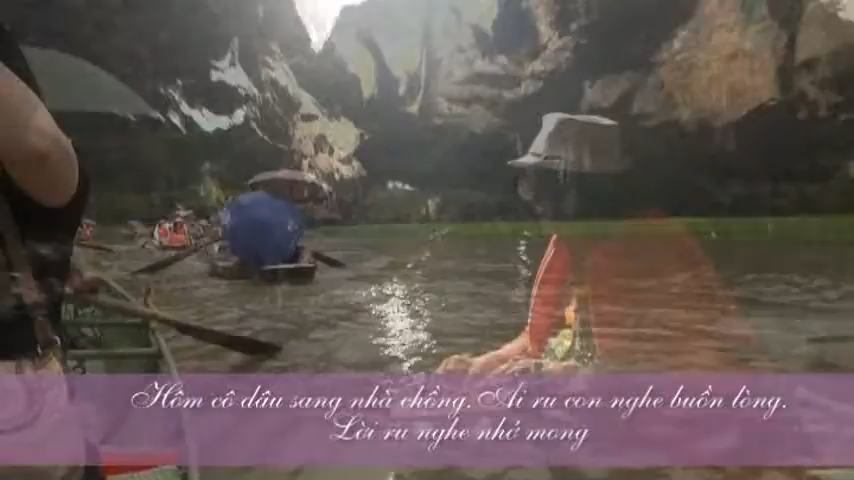 Hôm cô dâu sang nhà chồng. Ai ru con nghe buồn lòng.
Lời ru nghe nhớ mong